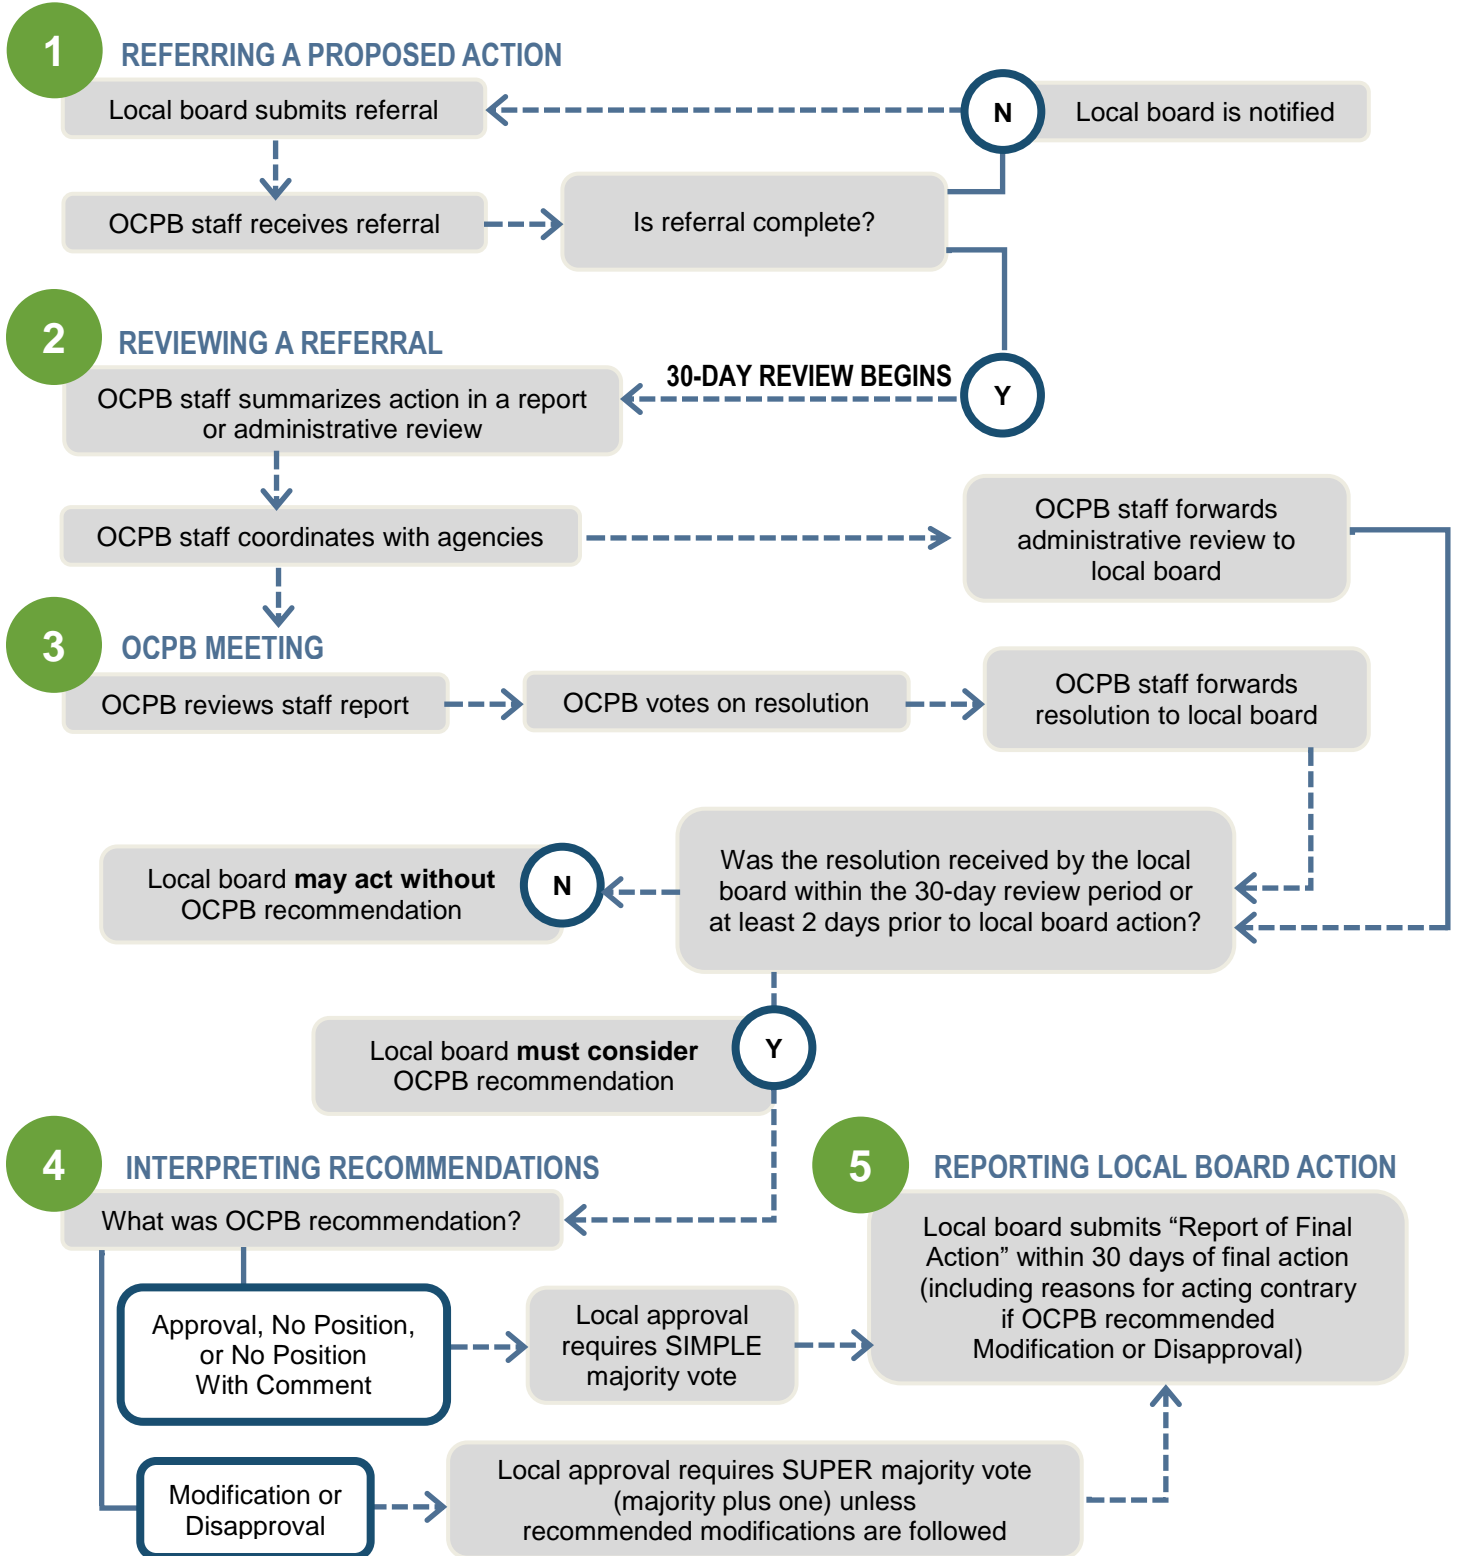 1
REFERRING A PROPOSED ACTION
Local board submits referral
N
Local board is notified
OCPB staff receives referral
Is referral complete?
2
REVIEWING A REFERRAL
30-DAY REVIEW BEGINS
Y
OCPB staff summarizes action in a report
or administrative review
OCPB staff coordinates with agencies
OCPB staff forwards
administrative review to
local board
3
OCPB MEETING
OCPB reviews staff report
OCPB votes on resolution
OCPB staff forwards
resolution to local board
Local board may act without
OCPB recommendation
N
Was the resolution received by the local
board within the 30-day review period or
at least 2 days prior to local board action?
Local board must consider
OCPB recommendation
Y
4
INTERPRETING RECOMMENDATIONS
What was OCPB recommendation?
Approval, No Position,
or No Position
With Comment
Local approval
requires SIMPLE
majority vote
Modification or
Disapproval
Local approval requires SUPER majority vote
(majority plus one) unless
recommended modifications are followed
5
REPORTING LOCAL BOARD ACTION
Local board submits “Report of Final
Action” within 30 days of final action
(including reasons for acting contrary
if OCPB recommended
Modification or Disapproval)